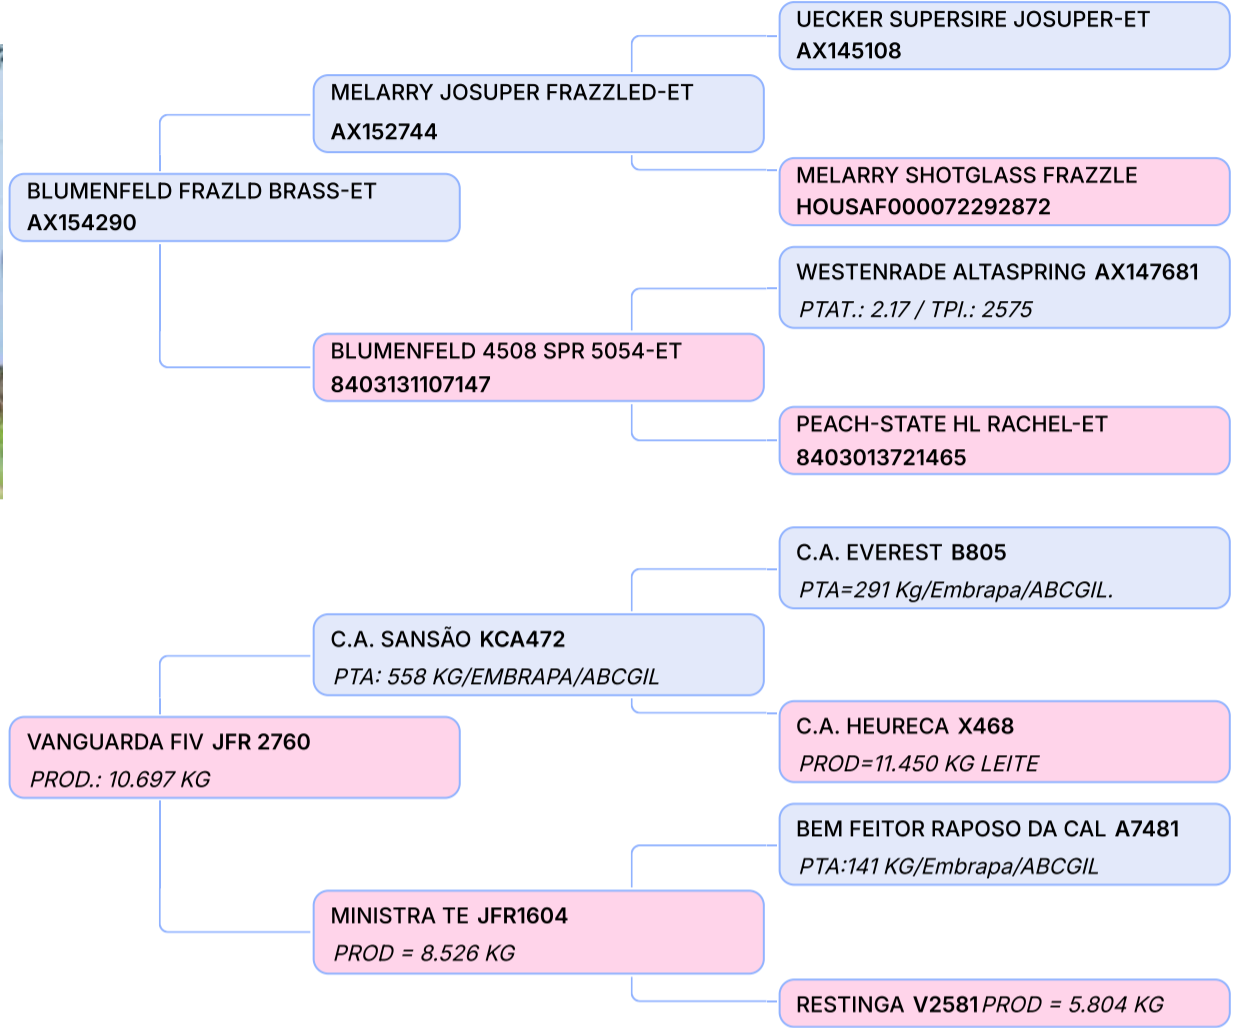 UECKER SUPERSIRE JOSUPER-ET
AX145108
MELARRY JOSUPER FRAZZLED-ET
AX152744
MELARRY SHOTGLASS FRAZZLE
HOUSAF000072292872
BLUMENFELD FRAZLD BRASS-ET
AX154290
WESTENRADE ALTASPRING AX147681
PTAT.: 2.17 / TPI.: 2575
BLUMENFELD 4508 SPR 5054-ET
8403131107147
PEACH-STATE HL RACHEL-ET
8403013721465
C.A. EVEREST B805
PTA=291 Kg/Embrapa/ABCGIL.
C.A. SANSÃO KCA472
PTA: 558 KG/EMBRAPA/ABCGIL
C.A. HEURECA X468
PROD=11.450 KG LEITE
VANGUARDA FIV JFR 2760
PROD.: 10.697 KG
BEM FEITOR RAPOSO DA CAL A7481
PTA:141 KG/Embrapa/ABCGIL
MINISTRA TE JFR1604
PROD = 8.526 KG
RESTINGA V2581 PROD = 5.804 KG